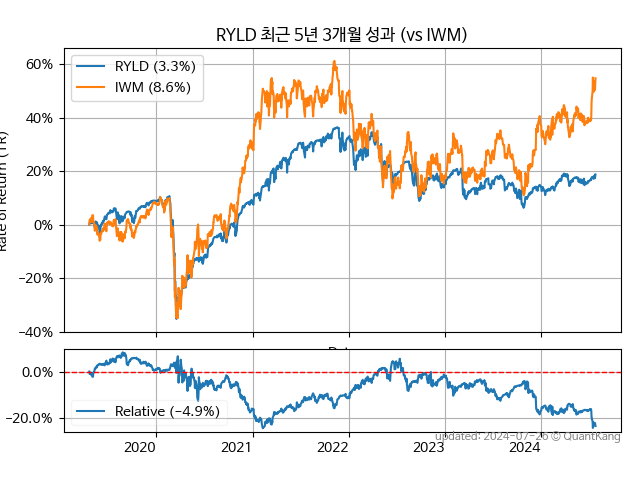 RYLD 최근 5년 3개월 성과 (vs IWM)
RYLD (3.3%)
IWM (8.6%)
60%
40%
20%
0%
−20%
−40%
Rate of Return (TR)
0.0%
−20.0%
Relative (−4.9%)
2020 2021 2022 2023 2024
updated: 2024-07-26 © QuantKang